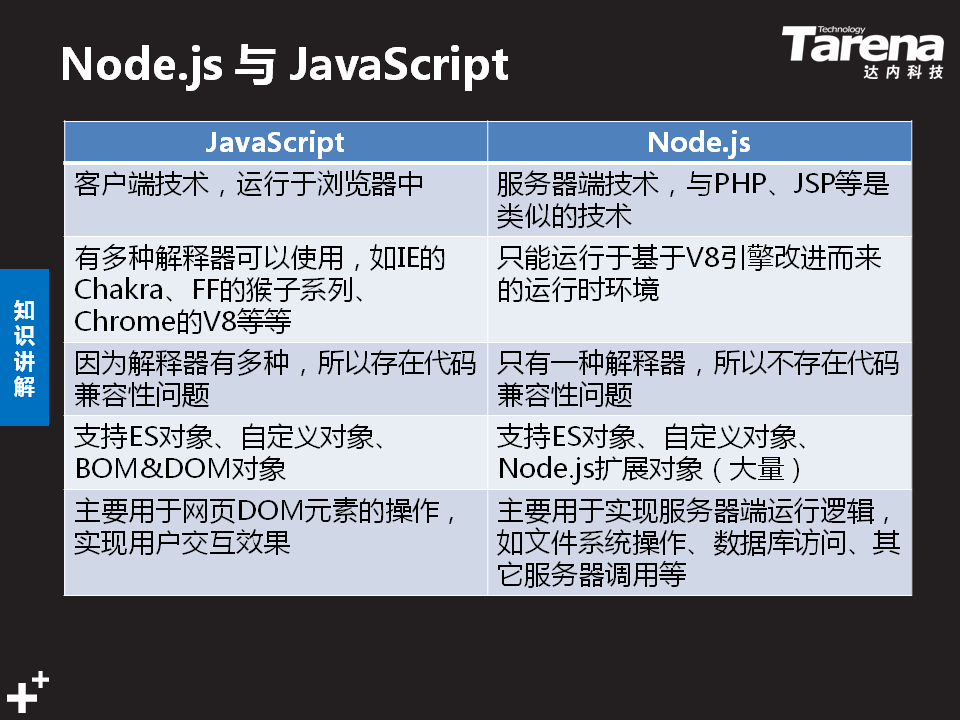 Node.js 与 JavaScript
Technology
Tarena
达内科技
JavaScript
Node.js
客户端技术，运行于浏览器中
服务器端技术，与PHP、JSP等是
类似的技术
有多种解释器可以使用，如IE的
Chakra、FF的猴子系列、
Chrome的V8等等
只能运行于基于V8引擎改进而来
的运行时环境
因为解释器有多种，所以存在代码
兼容性问题
只有一种解释器，所以不存在代码
兼容性问题
支持ES对象、自定义对象、
BOM&DOM对象
支持ES对象、自定义对象、
Node.js扩展对象（大量）
主要用于网页DOM元素的操作，
实现用户交互效果
主要用于实现服务器端运行逻辑，
如文件系统操作、数据库访问、其
它服务器调用等
知
识
讲
解